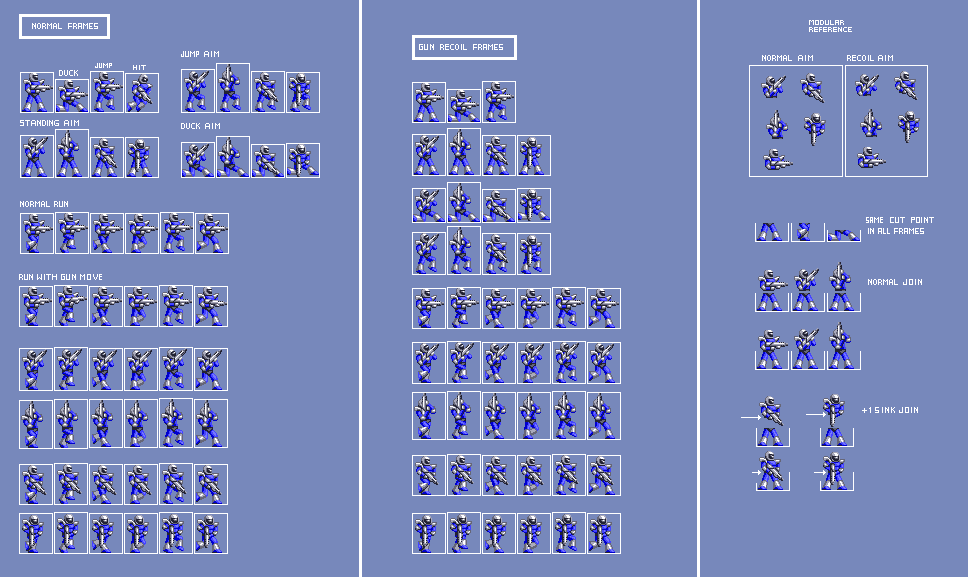 NORMAL FRAMES
DUCK
JUMP
HIT
JUMP AIM
STANDING AIM
DUCK AIM
NORMAL RUN
RUN WITH GUN MOVE
GUN RECOIL FRAMES
MODULAR
REFERENCE
NORMAL AIM
RECOIL AIM
SAME CUT POINT
IN ALL FRAMES
NORMAL JOIN
+1 SINK JOIN